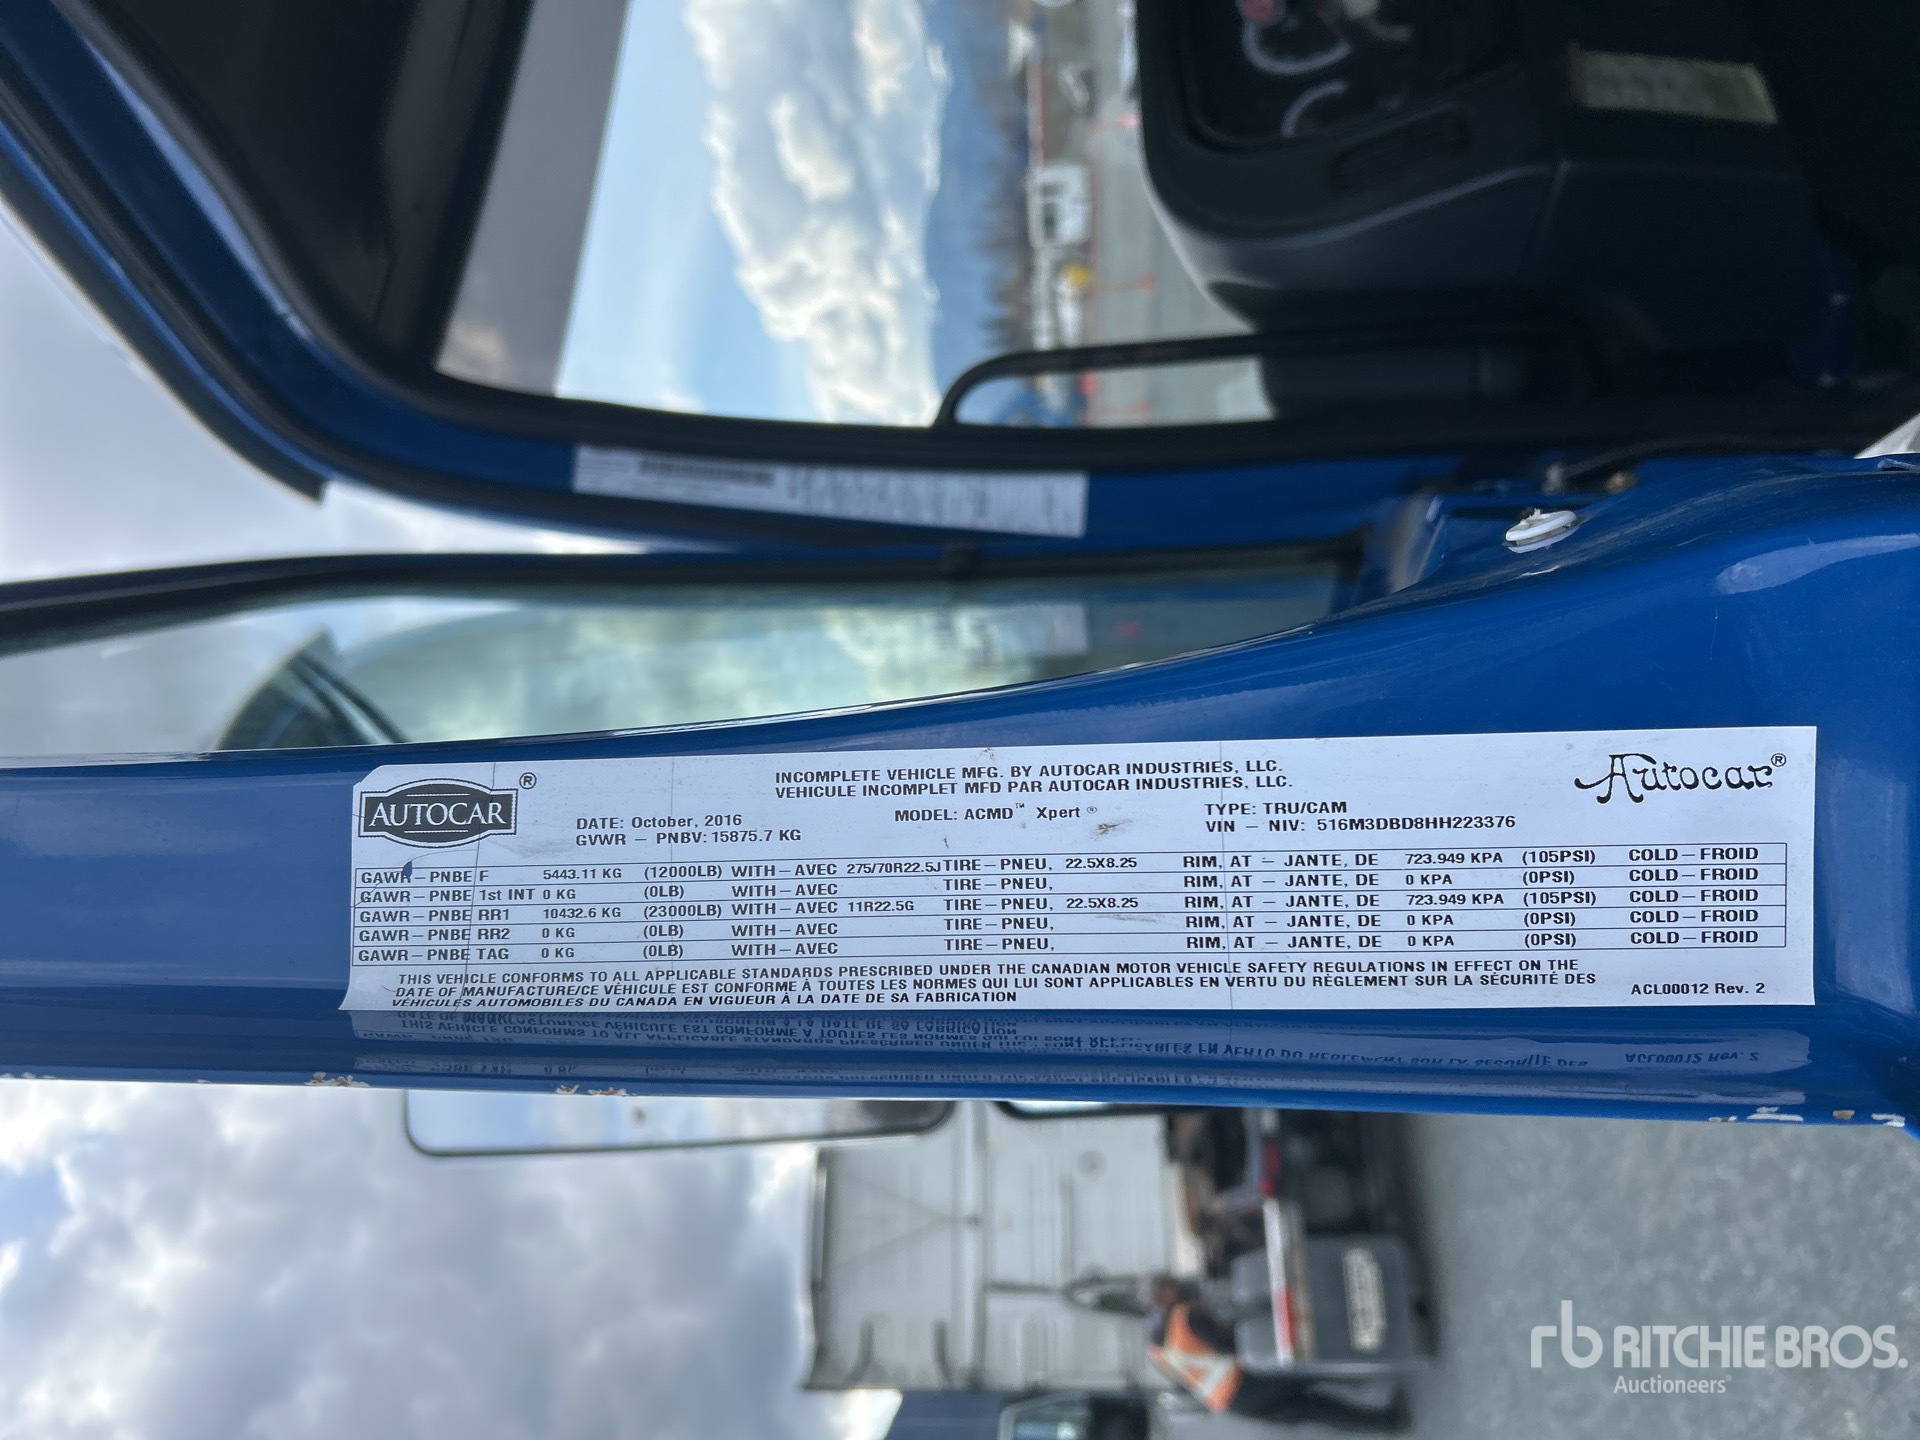 AUTOCAR ®
INCOMPLETE VEHICLE MFG. BY AUTOCAR INDUSTRIES, LLC.
VEHICULE INCOMPLET MFD PAR AUTOCAR INDUSTRIES, LLC.
Autocar ®
DATE: October, 2016 MODEL: ACMD™ Xpert ® TYPE: TRU/CAM
GVWR – PNBV: 15875.7 KG VIN – NIV: 516M3DBD8HH223376
GAWR–PNBE F 5443.11 KG (12000LB) WITH–AVEC 275/70R22.5J TIRE–PNEU, 22.5X8.25 RIM, AT – JANTE, DE 723.949 KPA (105PSI) COLD–FROID
GAWR–PNBE 1st INT 0 KG (0LB) WITH–AVEC TIRE–PNEU, RIM, AT – JANTE, DE 0 KPA (0PSI) COLD–FROID
GAWR–PNBE RR1 10432.6 KG (23000LB) WITH–AVEC 11R22.5G TIRE–PNEU, 22.5X8.25 RIM, AT – JANTE, DE 723.949 KPA (105PSI) COLD–FROID
GAWR–PNBE RR2 0 KG (0LB) WITH–AVEC TIRE–PNEU, RIM, AT – JANTE, DE 0 KPA (0PSI) COLD–FROID
GAWR–PNBE TAG 0 KG (0LB) WITH–AVEC TIRE–PNEU, RIM, AT – JANTE, DE 0 KPA (0PSI) COLD–FROID
THIS VEHICLE CONFORMS TO ALL APPLICABLE STANDARDS PRESCRIBED UNDER THE CANADIAN MOTOR VEHICLE SAFETY REGULATIONS IN EFFECT ON THE
DATE OF MANUFACTURE/CE VÉHICULE EST CONFORME À TOUTES LES NORMES QUI LUI SONT APPLICABLES EN VERTU DU RÈGLEMENT SUR LA SÉCURITÉ DES
VÉHICULES AUTOMOBILES DU CANADA EN VIGUEUR À LA DATE DE SA FABRICATION
ACL00012 Rev. 2
rb RITCHIE BROS.
Auctioneers